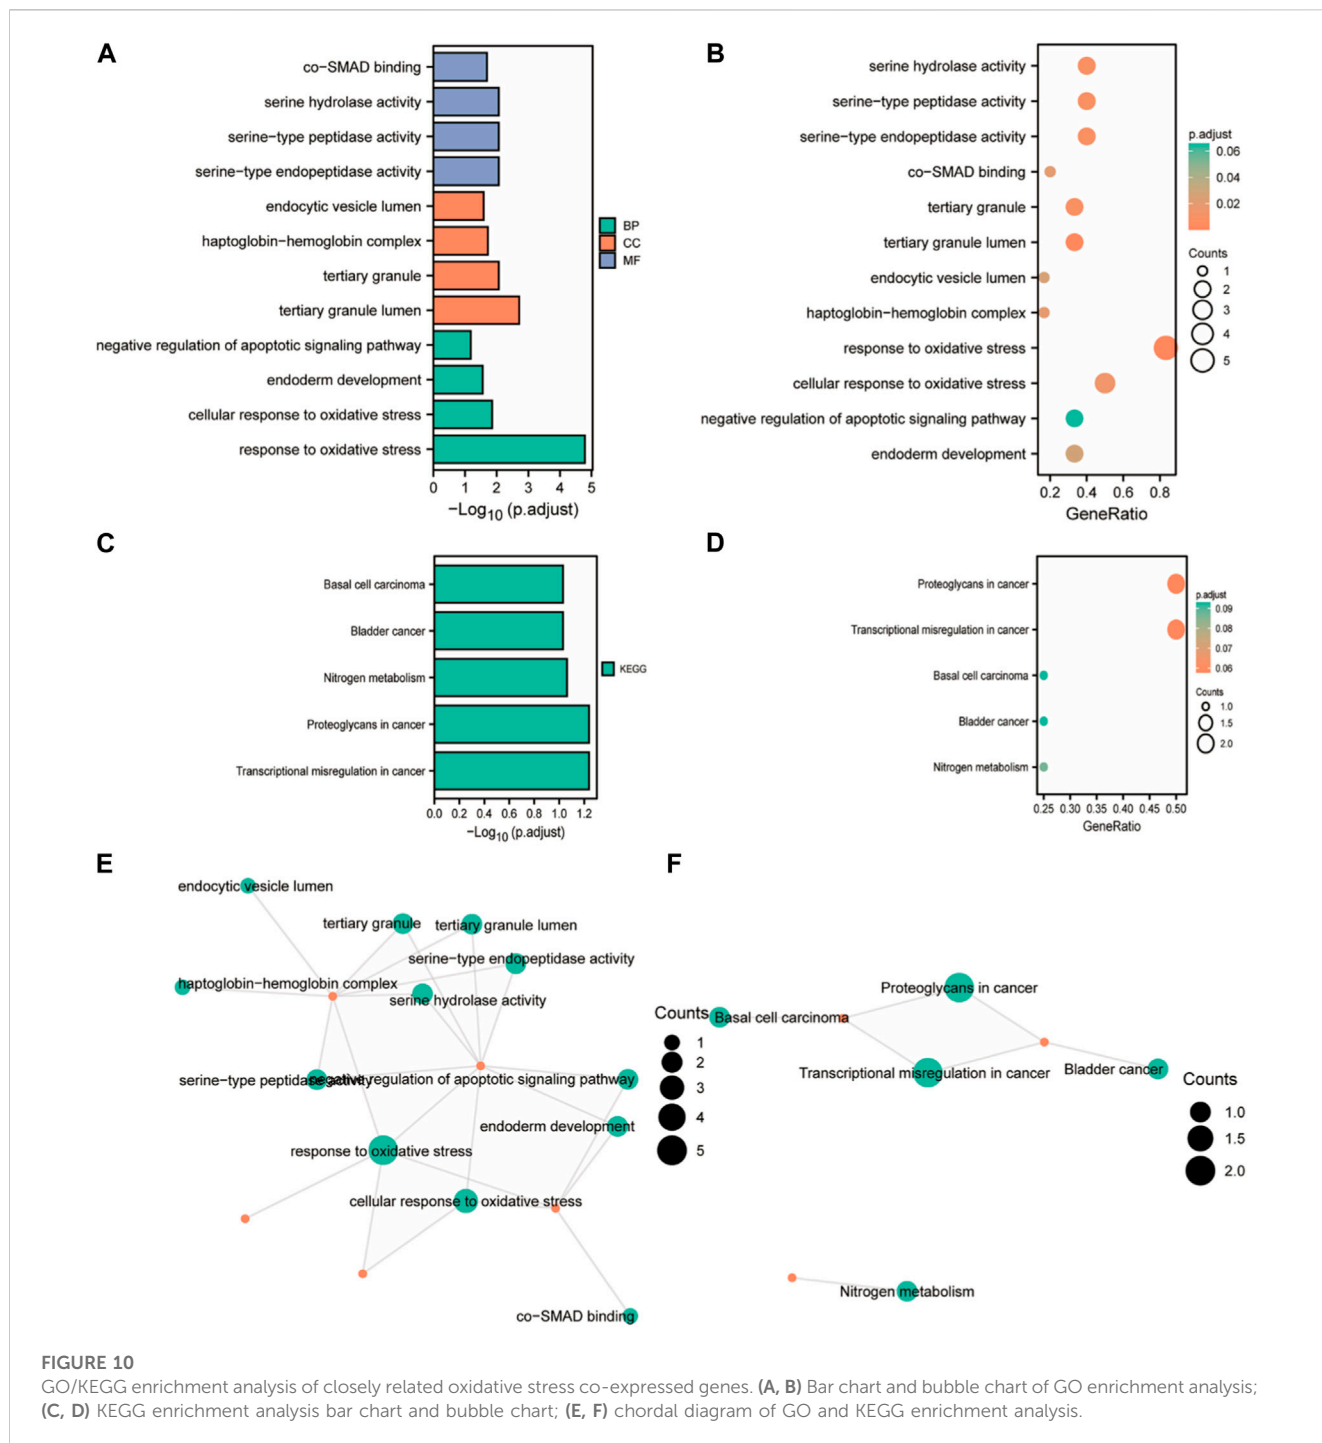 A
co-SMAD binding
serine hydrolase activity
serine-type peptidase activity
serine-type endopeptidase activity
endocytic vesicle lumen
haptoglobin-hemoglobin complex
tertiary granule
tertiary granule lumen
negative regulation of apoptotic signaling pathway
endoderm development
cellular response to oxidative stress
response to oxidative stress
0 1 2 3 4 5
−Log10 (p.adjust)
BP
CC
MF
B
serine hydrolase activity
serine-type peptidase activity
serine-type endopeptidase activity
co-SMAD binding
tertiary granule
tertiary granule lumen
endocytic vesicle lumen
haptoglobin-hemoglobin complex
response to oxidative stress
cellular response to oxidative stress
negative regulation of apoptotic signaling pathway
endoderm development
0.2 0.4 0.6 0.8
GeneRatio
p.adjust
0.06
0.04
0.02
Counts
1
2
3
4
5
C
Basal cell carcinoma
Bladder cancer
Nitrogen metabolism
Proteoglycans in cancer
Transcriptional misregulation in cancer
0.0 0.2 0.4 0.6 0.8 1.0 1.2
−Log10 (p.adjust)
KEGG
D
Proteoglycans in cancer
Transcriptional misregulation in cancer
Basal cell carcinoma
Bladder cancer
Nitrogen metabolism
0.25 0.30 0.35 0.40 0.45 0.50
GeneRatio
p.adjust
0.09
0.08
0.07
0.06
Counts
1.0
1.5
2.0
E
endocytic vesicle lumen
tertiary granule
tertiary granule lumen
serine-type endopeptidase activity
haptoglobin-hemoglobin complex
serine hydrolase activity
serine-type peptidase activity
negative regulation of apoptotic signaling pathway
endoderm development
response to oxidative stress
cellular response to oxidative stress
co-SMAD binding
Counts
1
2
3
4
5
F
Proteoglycans in cancer
Basal cell carcinoma
Transcriptional misregulation in cancer
Bladder cancer
Nitrogen metabolism
Counts
1.0
1.5
2.0
FIGURE 10
GO/KEGG enrichment analysis of closely related oxidative stress co-expressed genes. (A, B) Bar chart and bubble chart of GO enrichment analysis;
(C, D) KEGG enrichment analysis bar chart and bubble chart; (E, F) chordal diagram of GO and KEGG enrichment analysis.